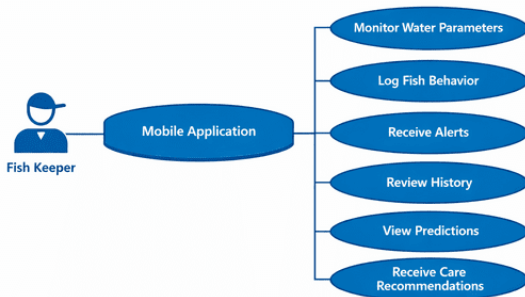 Monitor Water Parameters
Log Fish Behavior
Mobile Application
Receive Alerts
Fish Keeper
Review History
View Predictions
Receive Care
Recommendations